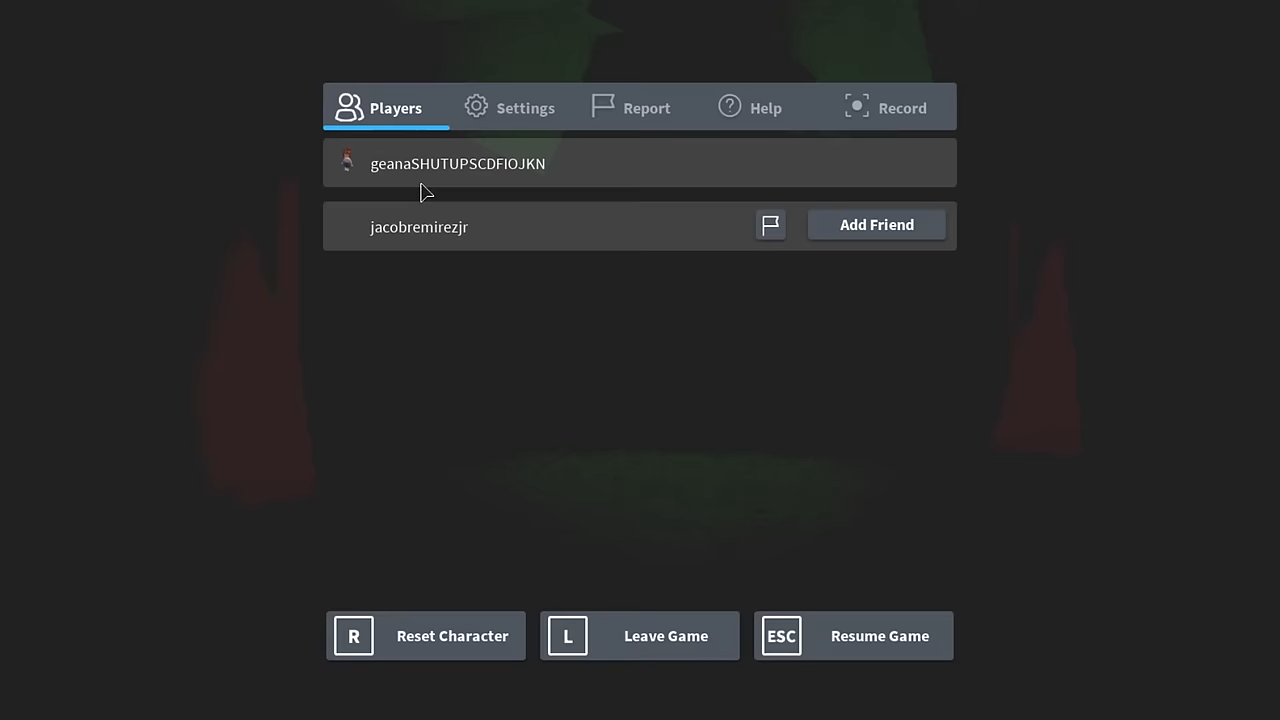 Players Settings Report Help Record
geanaSHUTUPSCDFIOJKN
jacobremirezjr Add Friend
R Reset Character L Leave Game ESC Resume Game